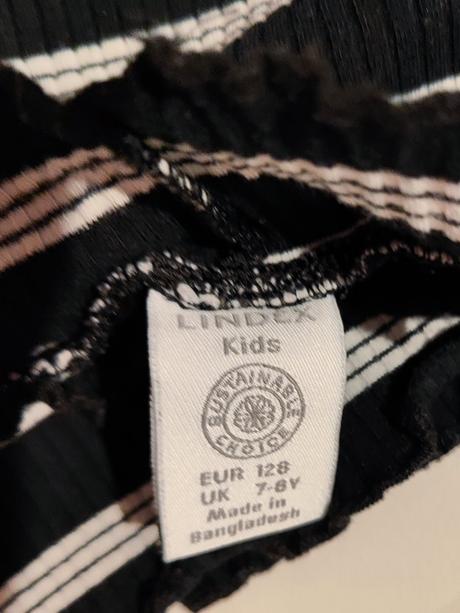 LINDEX
Kids
SUSTAINABLE
CHOICE
EUR 128
UK 7-8Y
Made in
Bangladesh